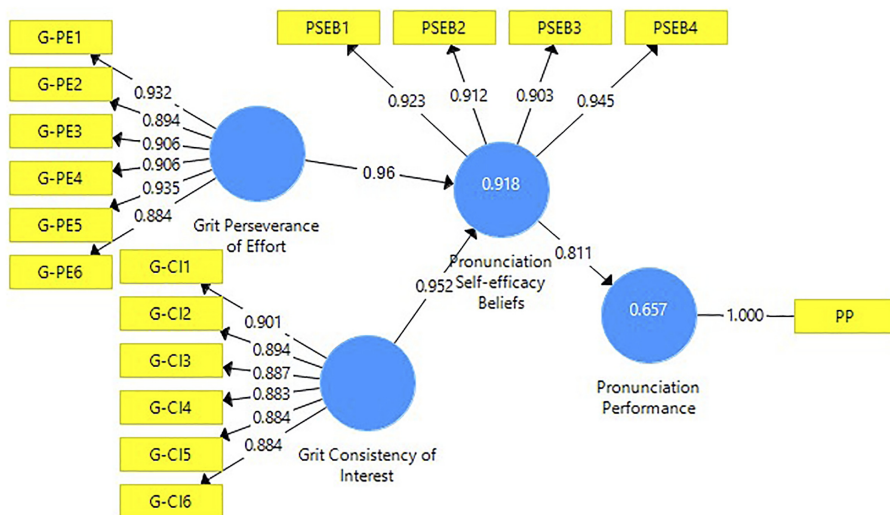 PSEB1
PSEB2
PSEB3
PSEB4
G-PE1
G-PE2
G-PE3
G-PE4
G-PE5
G-PE6
0.932
0.894
0.906
0.906
0.935
0.884
0.923
0.912
0.903
0.945
Grit Perseverance
of Effort
0.96
0.918
Pronunciation
Self-efficacy
Beliefs
G-CI1
G-CI2
G-CI3
G-CI4
G-CI5
G-CI6
0.901
0.894
0.887
0.883
0.884
0.884
Grit Consistency of
Interest
0.952
0.811
0.657
Pronunciation
Performance
1.000
PP